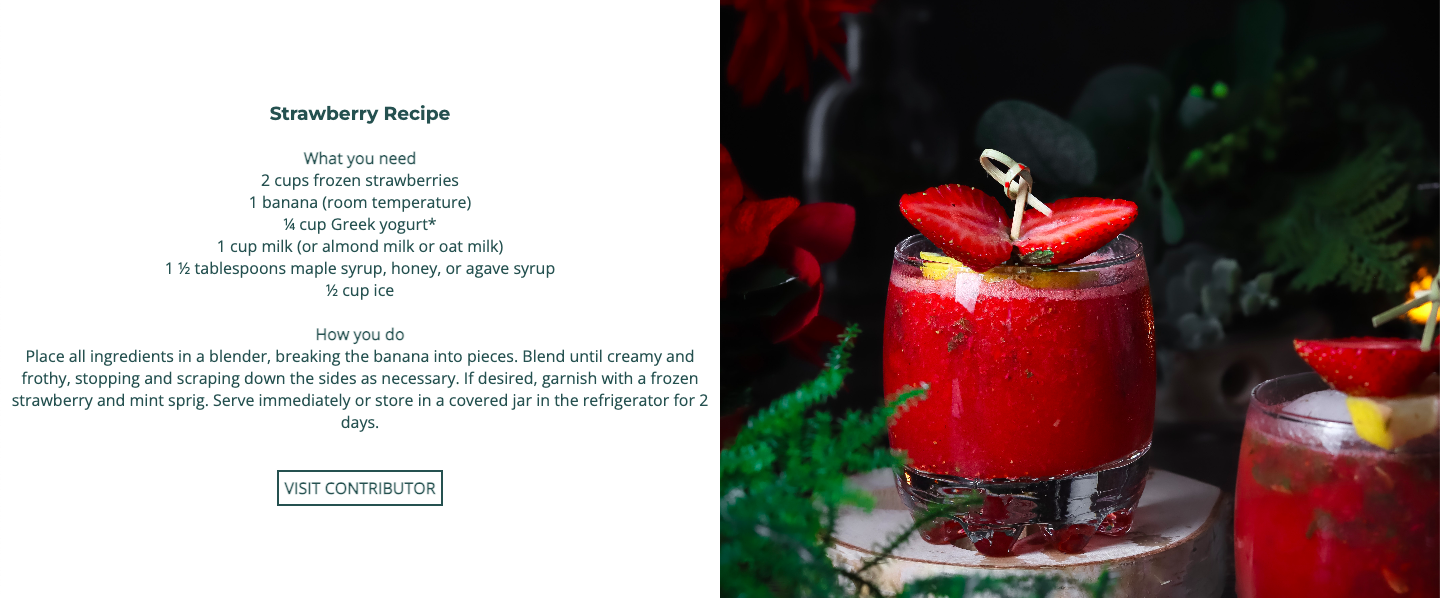 Strawberry Recipe
What you need
2 cups frozen strawberries
1 banana (room temperature)
¼ cup Greek yogurt*
1 cup milk (or almond milk or oat milk)
1 ½ tablespoons maple syrup, honey, or agave syrup
½ cup ice
How you do
Place all ingredients in a blender, breaking the banana into pieces. Blend until creamy and
frothy, stopping and scraping down the sides as necessary. If desired, garnish with a frozen
strawberry and mint sprig. Serve immediately or store in a covered jar in the refrigerator for 2
days.
VISIT CONTRIBUTOR